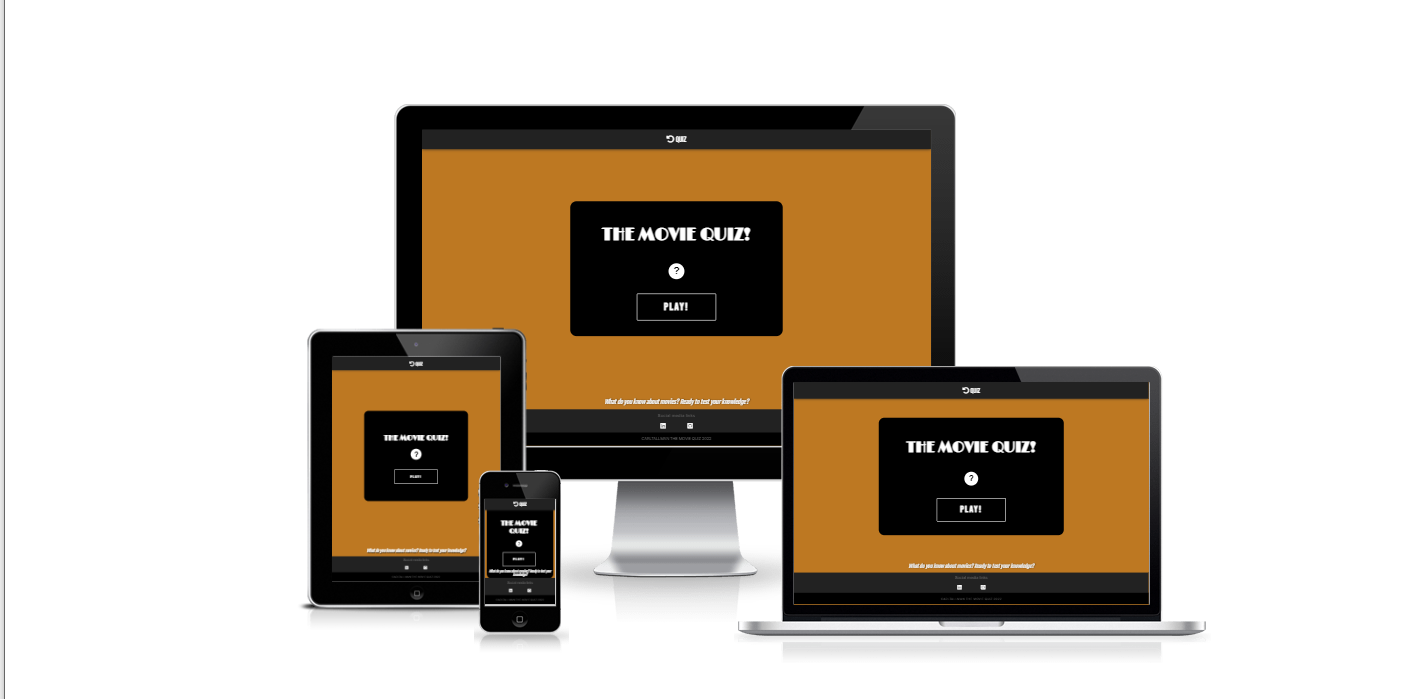 QUIZ
THE MOVIE QUIZ!
?
PLAY!
What do you know about movies? Ready to test your knowledge?
QUIZ
THE MOVIE QUIZ!
?
PLAY!
What do you know about movies? Ready to test your knowledge?
QUIZ
THE MOVIE
QUIZ!
?
PLAY!
What do you know about movies? Ready to test your
knowledge?
QUIZ
THE MOVIE QUIZ!
?
PLAY!
What do you know about movies? Ready to test your knowledge?